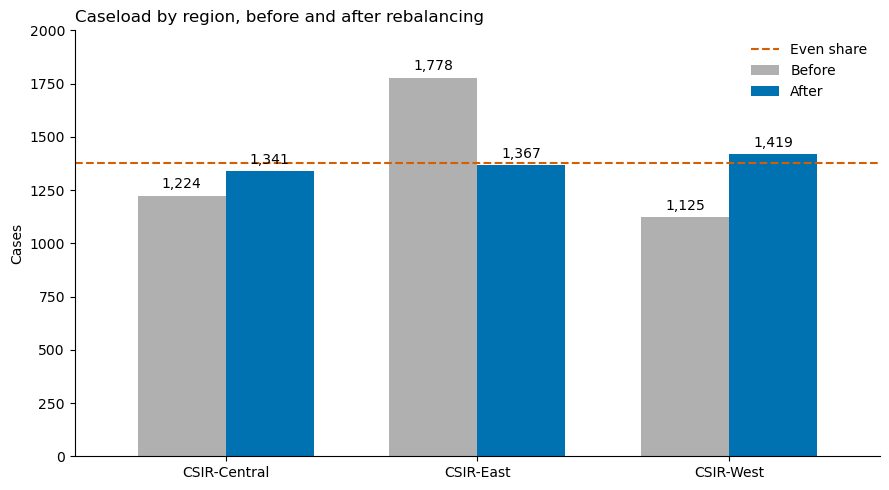 Caseload by region, before and after rebalancing
2000
1750
1500
1250
1000
750
500
250
0
Cases
1,224
1,341
1,778
1,367
1,125
1,419
CSIR-Central
CSIR-East
CSIR-West
Even share
Before
After